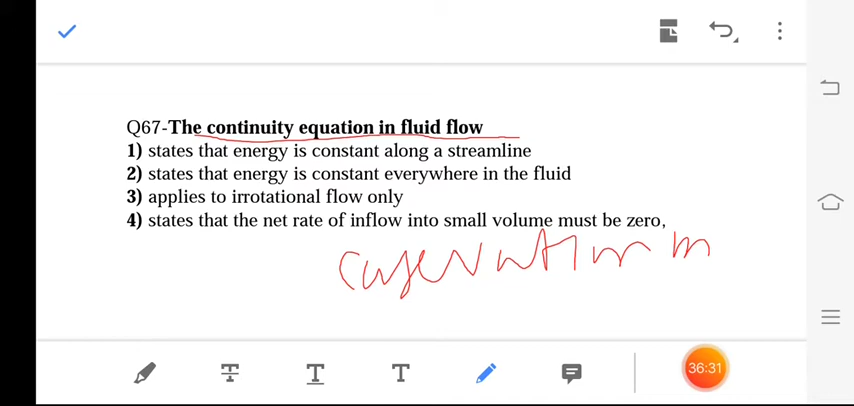 Q67-The continuity equation in fluid flow
1) states that energy is constant along a streamline
2) states that energy is constant everywhere in the fluid
3) applies to irrotational flow only
4) states that the net rate of inflow into small volume must be zero,
T T T
36:31